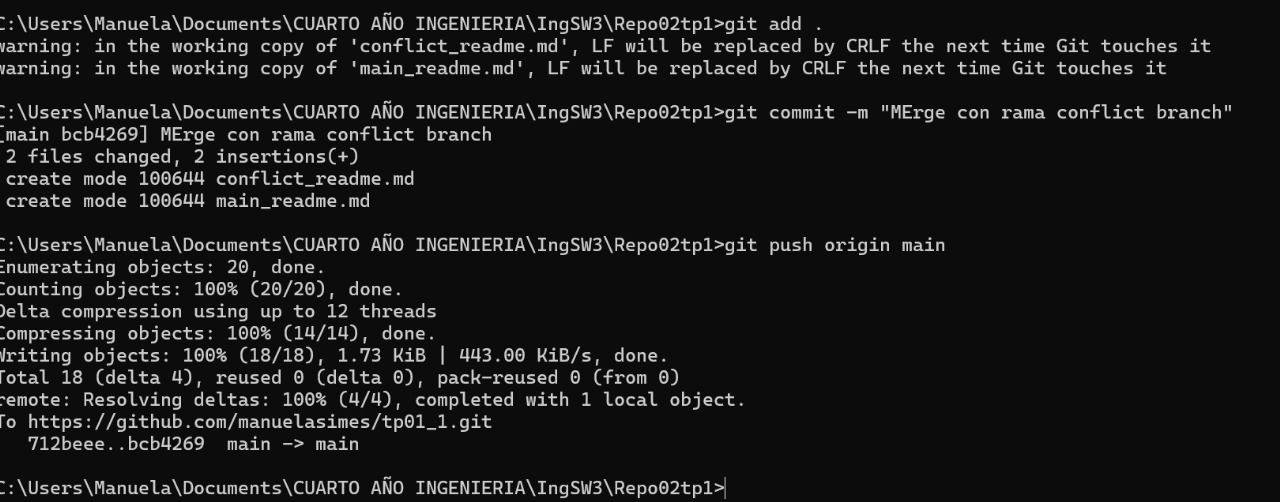 C:\Users\Manuela\Documents\CUARTO AÑO INGENIERIA\IngSW3\Repo02tp1>git add .
warning: in the working copy of 'conflict_readme.md', LF will be replaced by CRLF the next time Git touches it
warning: in the working copy of 'main_readme.md', LF will be replaced by CRLF the next time Git touches it
C:\Users\Manuela\Documents\CUARTO AÑO INGENIERIA\IngSW3\Repo02tp1>git commit -m "MErge con rama conflict branch"
[main bcb4269] MErge con rama conflict branch
2 files changed, 2 insertions(+)
create mode 100644 conflict_readme.md
create mode 100644 main_readme.md
C:\Users\Manuela\Documents\CUARTO AÑO INGENIERIA\IngSW3\Repo02tp1>git push origin main
Enumerating objects: 20, done.
Counting objects: 100% (20/20), done.
Delta compression using up to 12 threads
Compressing objects: 100% (14/14), done.
Writing objects: 100% (18/18), 1.73 KiB | 443.00 KiB/s, done.
Total 18 (delta 4), reused 0 (delta 0), pack-reused 0 (from 0)
remote: Resolving deltas: 100% (4/4), completed with 1 local object.
To https://github.com/manuelasimes/tp01_1.git
712beee..bcb4269  main -> main
C:\Users\Manuela\Documents\CUARTO AÑO INGENIERIA\IngSW3\Repo02tp1>